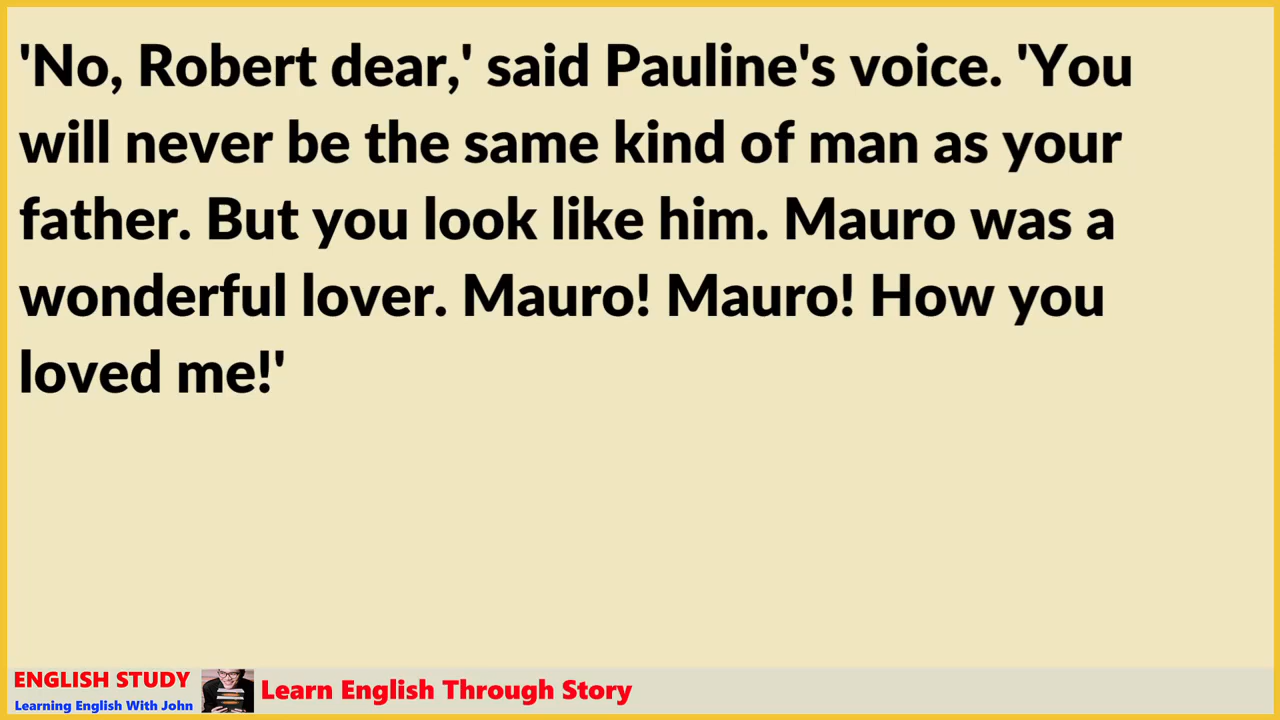 'No, Robert dear,' said Pauline's voice. 'You
will never be the same kind of man as your
father. But you look like him. Mauro was a
wonderful lover. Mauro! Mauro! How you
loved me!'
ENGLISH STUDY
Learning English With John
Learn English Through Story